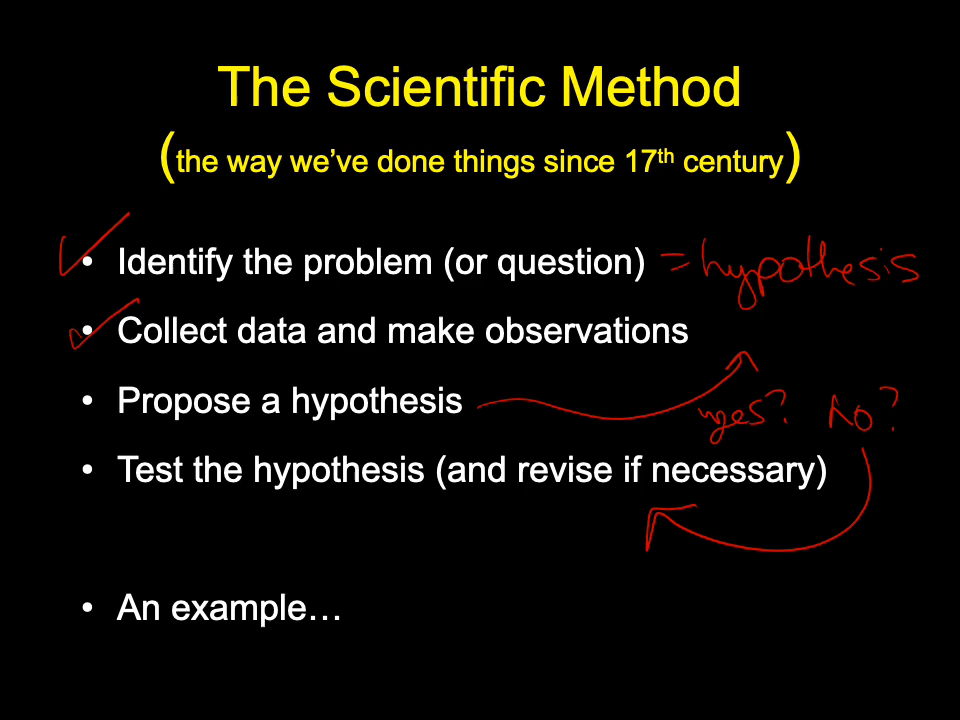 The Scientific Method
(the way we’ve done things since 17th century)
• Identify the problem (or question) = hypothesis
• Collect data and make observations
• Propose a hypothesis
yes? No?
• Test the hypothesis (and revise if necessary)
• An example…